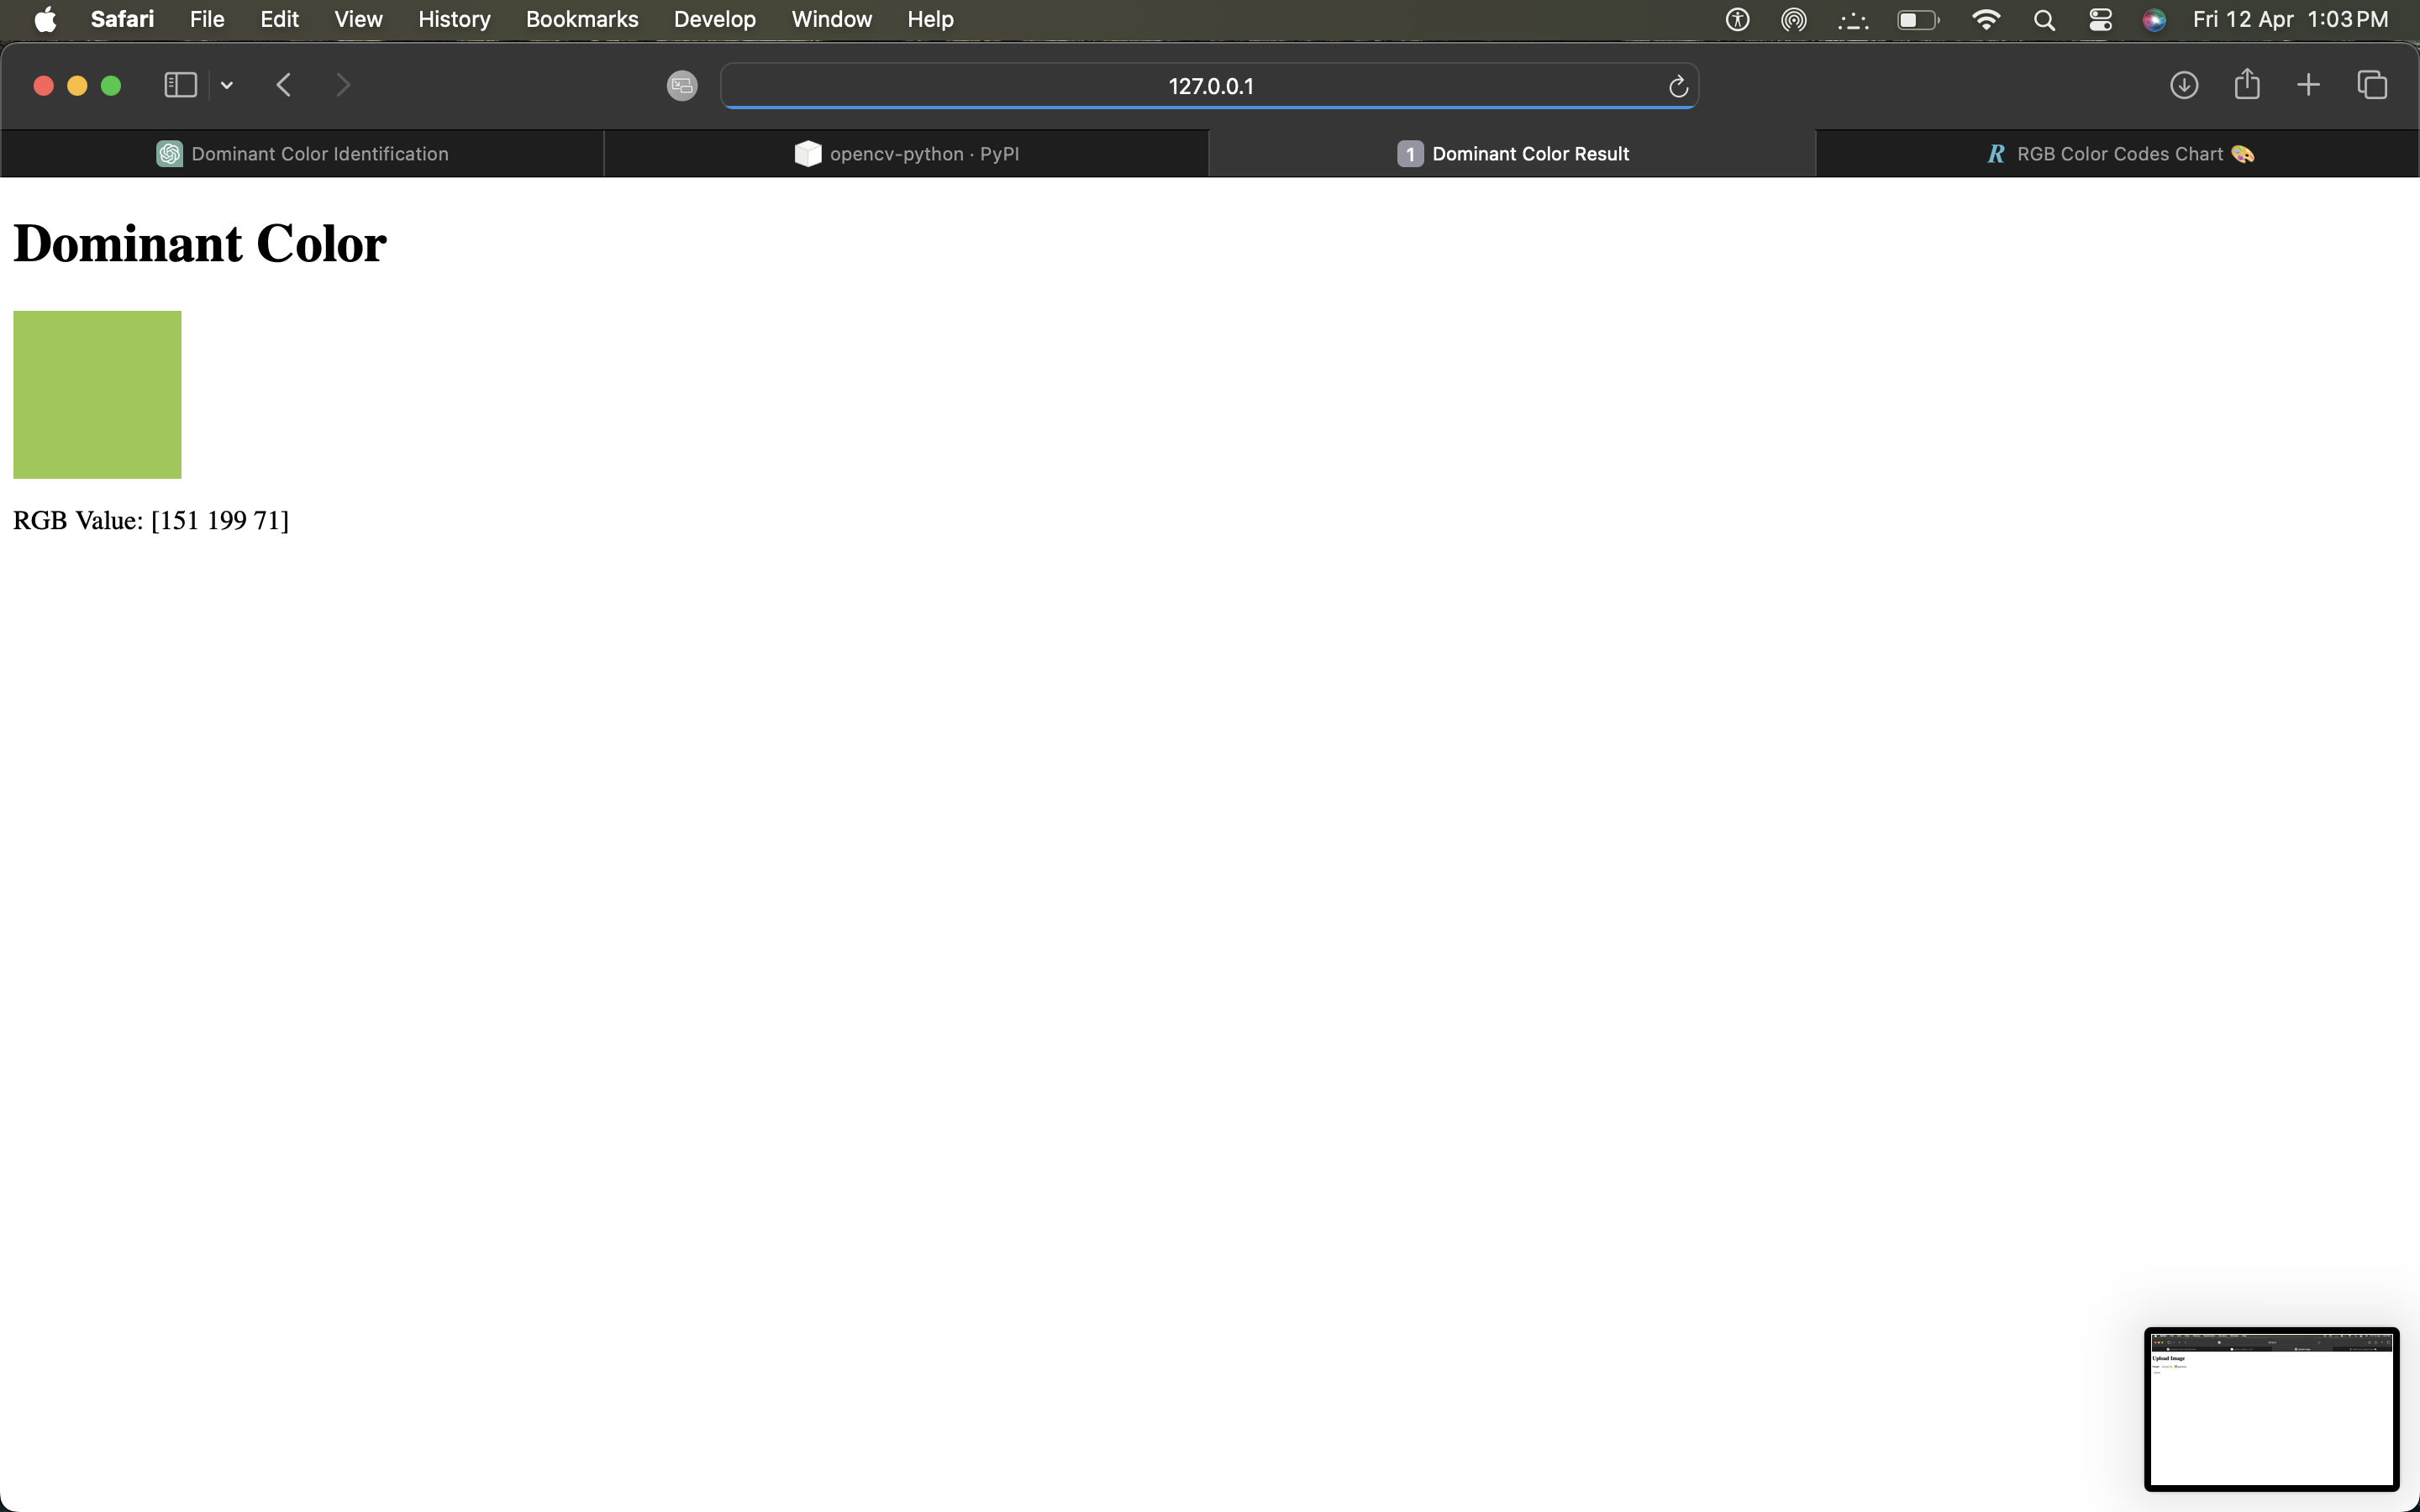 Safari File Edit View History Bookmarks Develop Window Help Fri 12 Apr 1:03 PM
127.0.0.1
Dominant Color Identification
opencv-python · PyPI
1 Dominant Color Result
R RGB Color Codes Chart 🎨
Dominant Color
RGB Value: [151 199 71]
Upload Image